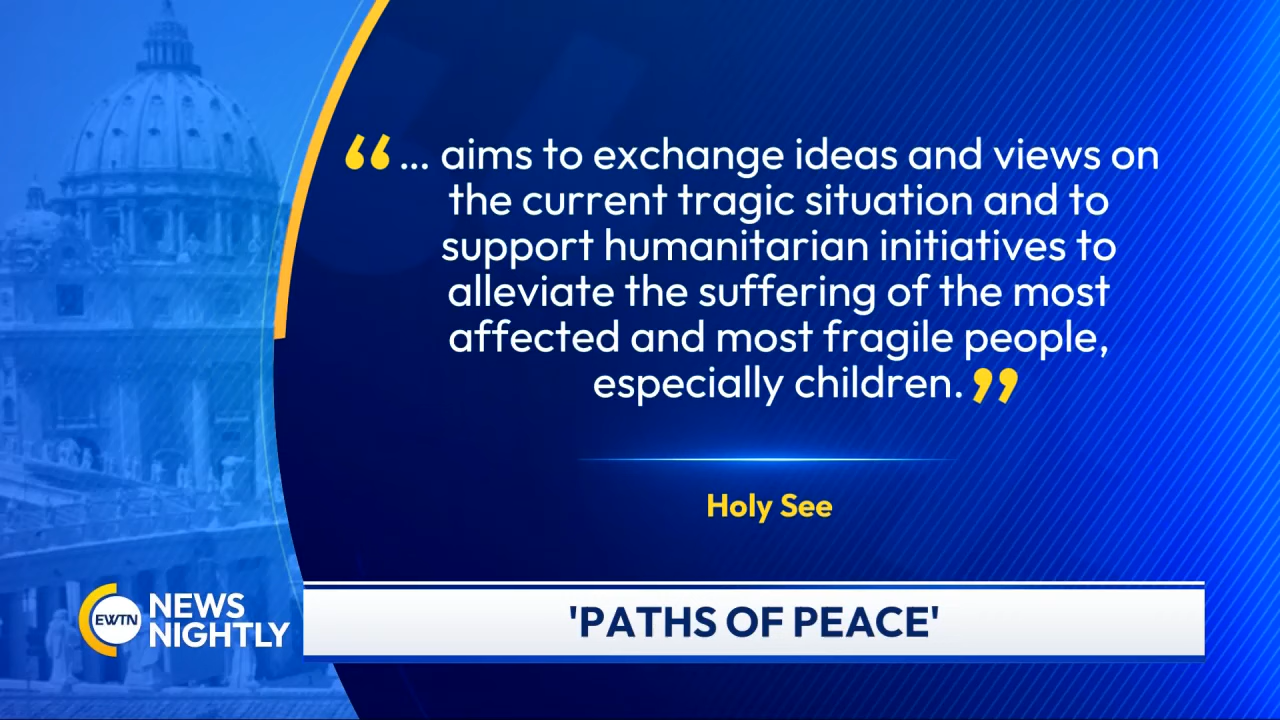 “... aims to exchange ideas and views on
the current tragic situation and to
support humanitarian initiatives to
alleviate the suffering of the most
affected and most fragile people,
especially children.”
Holy See
EWTN
NEWS
NIGHTLY
'PATHS OF PEACE'